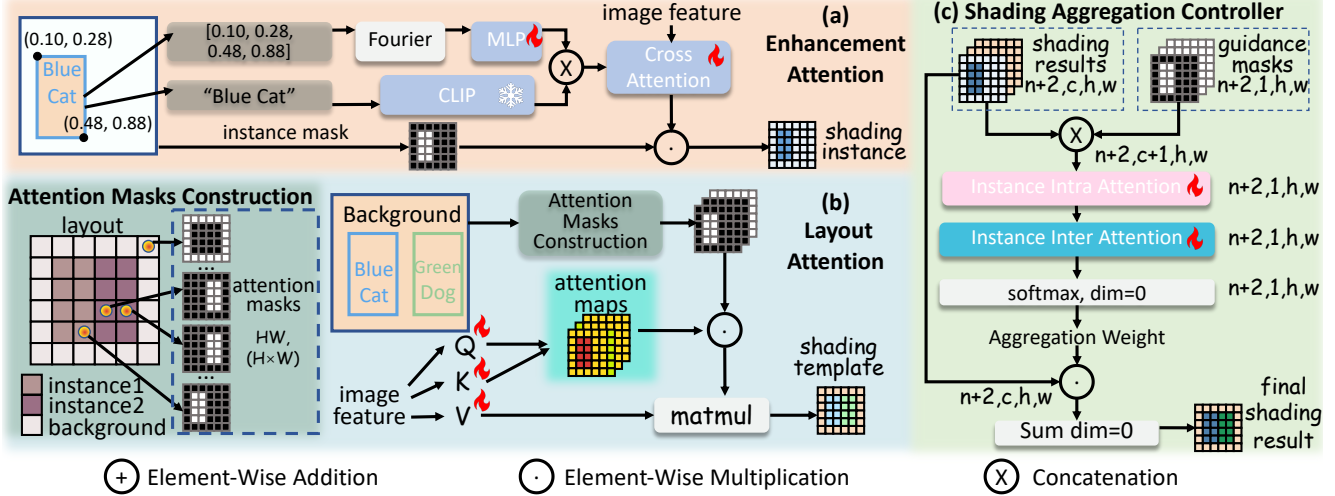 (a)
Enhancement
Attention
(0.10, 0.28)
Blue
Cat
(0.48, 0.88)
[0.10, 0.28,
0.48, 0.88]
Fourier
MLP
X
image feature
Cross
Attention
"Blue Cat"
CLIP
instance mask
shading
instance
Attention Masks Construction
layout
...
attention
masks
HW,
(H×W)
...
instance1
instance2
background
(b)
Layout
Attention
Background
Blue
Cat
Green
Dog
Attention
Masks
Construction
attention
maps
image
feature
Q
K
V
matmul
shading
template
(c) Shading Aggregation Controller
shading
results
n+2,c,h,w
guidance
masks
n+2,1,h,w
X
n+2,c+1,h,w
Instance Intra Attention
n+2,1,h,w
Instance Inter Attention
n+2,1,h,w
softmax, dim=0
n+2,1,h,w
Aggregation Weight
n+2,c,h,w
Sum dim=0
final
shading
result
+ Element-Wise Addition
· Element-Wise Multiplication
X Concatenation